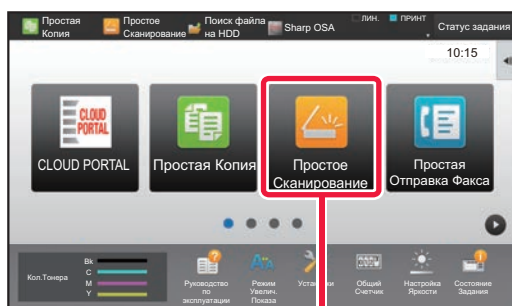 Простая
Копия
Простое
Сканирование
Поиск файла
на HDD
Sharp OSA
ЛИН.
ПРИНТ
Статус задания
10:15
CLOUD
PORTAL
CLOUD PORTAL
Простая Копия
Простое
Сканирование
Простая
Отправка Факса
Кол.Тонера
Bk
C
M
Y
Руководство
по
эксплуатации
Режим
Увелич.
Показа
Общий
Счетчик
Настройка
Яркости
Состояние
Задания